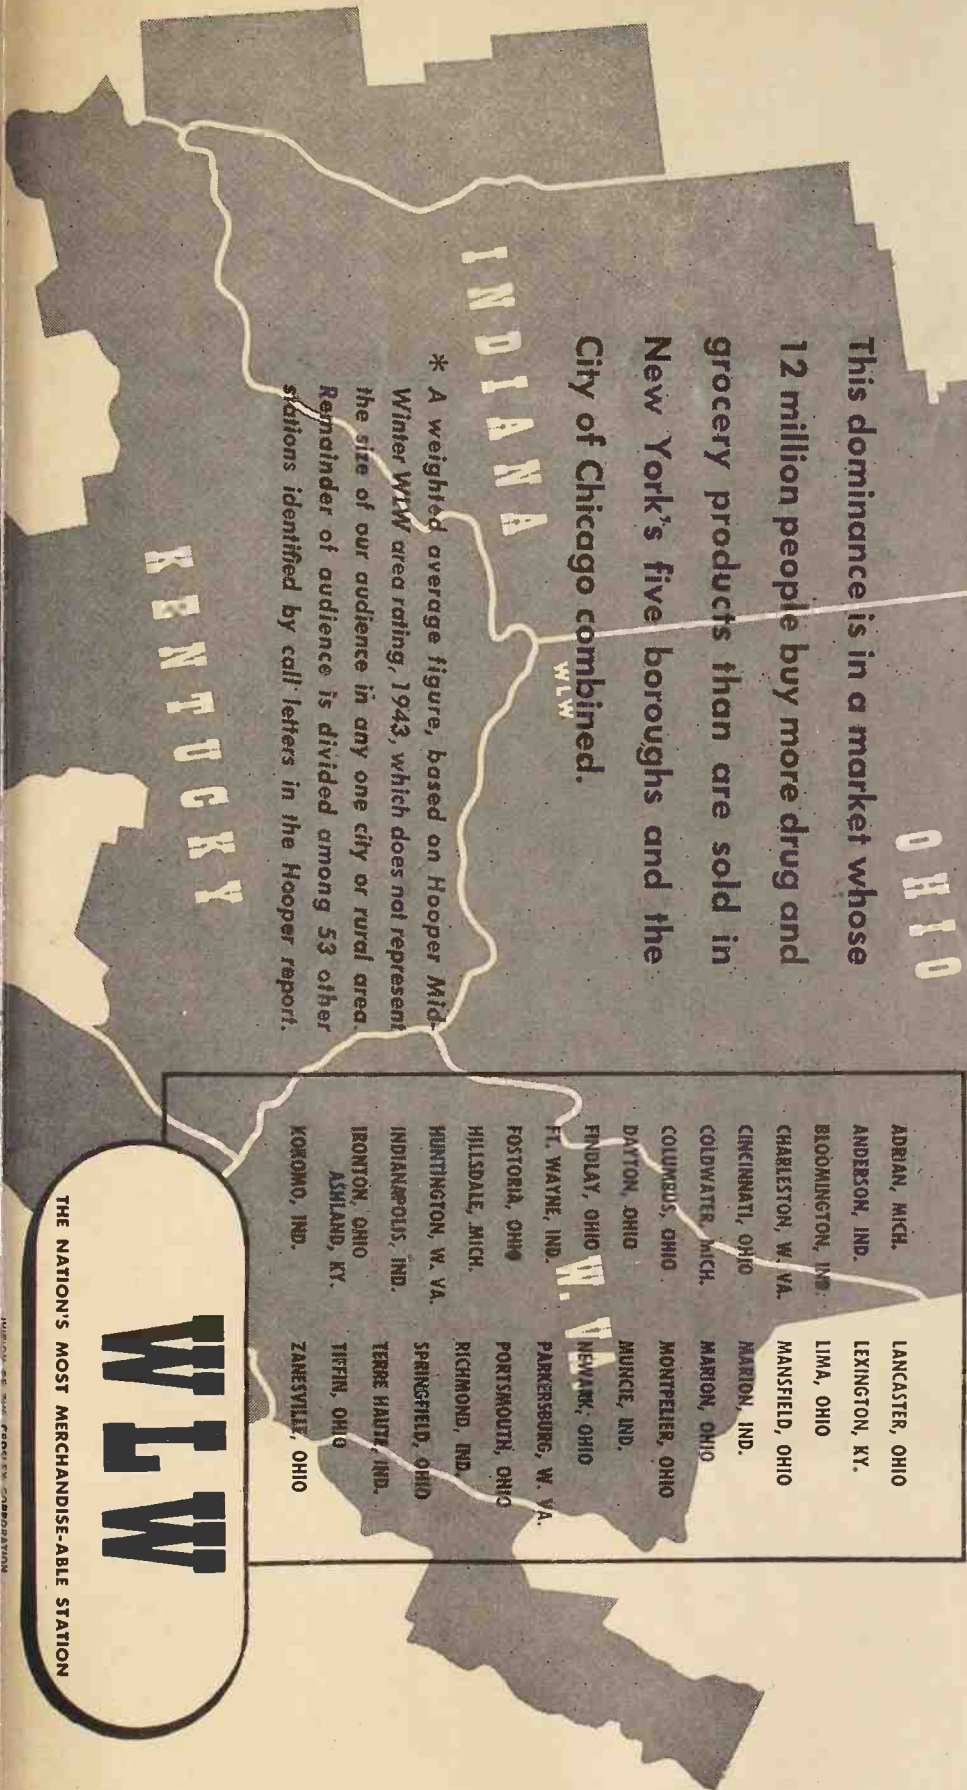 OHIO
This dominance is in a market whose
12 million people buy more drug and
grocery products than are sold in
New York's five boroughs and the
City of Chicago combined.
WLW
INDIANA
* A weighted average figure, based on Hooper Mid-
Winter WLW area rating, 1943, which does not represent
the size of our audience in any one city or rural area.
Remainder of audience is divided among 53 other
stations identified by call letters in the Hooper report.
KENTUCKY
W. VA
ADRIAN, MICH.
ANDERSON, IND.
BLOOMINGTON, IND.
CHARLESTON, W. VA.
CINCINNATI, OHIO
COLDWATER, MICH.
COLUMBUS, OHIO
DAYTON, OHIO
FINDLAY, OHIO
FT. WAYNE, IND.
FOSTORIA, OHIO
HILLSDALE, MICH.
HUNTINGTON, W. VA.
INDIANAPOLIS, IND.
IRONTON, OHIO
ASHLAND, KY.
KOKOMO, IND.
LANCASTER, OHIO
LEXINGTON, KY.
LIMA, OHIO
MANSFIELD, OHIO
MARION, IND.
MARION, OHIO
MONTPELIER, OHIO
MUNCIE, IND.
NEWARK, OHIO
PARKERSBURG, W. VA.
PORTSMOUTH, OHIO
RICHMOND, IND.
SPRINGFIELD, OHIO
TERRE HAUTE, IND.
TIFFIN, OHIO
ZANESVILLE, OHIO
WLW
THE NATION'S MOST MERCHANDISE-ABLE STATION
THE CROSLEY CORPORATION